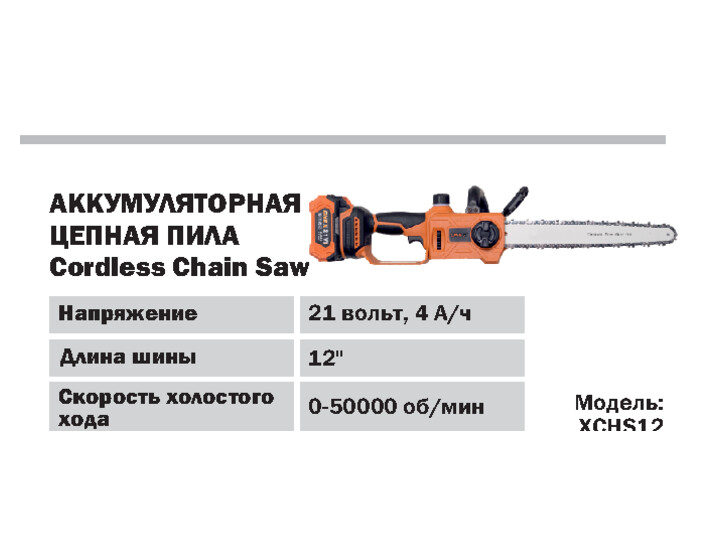 АККУМУЛЯТОРНАЯ
ЦЕПНАЯ ПИЛА
Cordless Chain Saw
Напряжение 21 вольт, 4 А/ч
Длина шины 12"
Скорость холостого
хода 0-50000 об/мин
Модель:
XCHS12